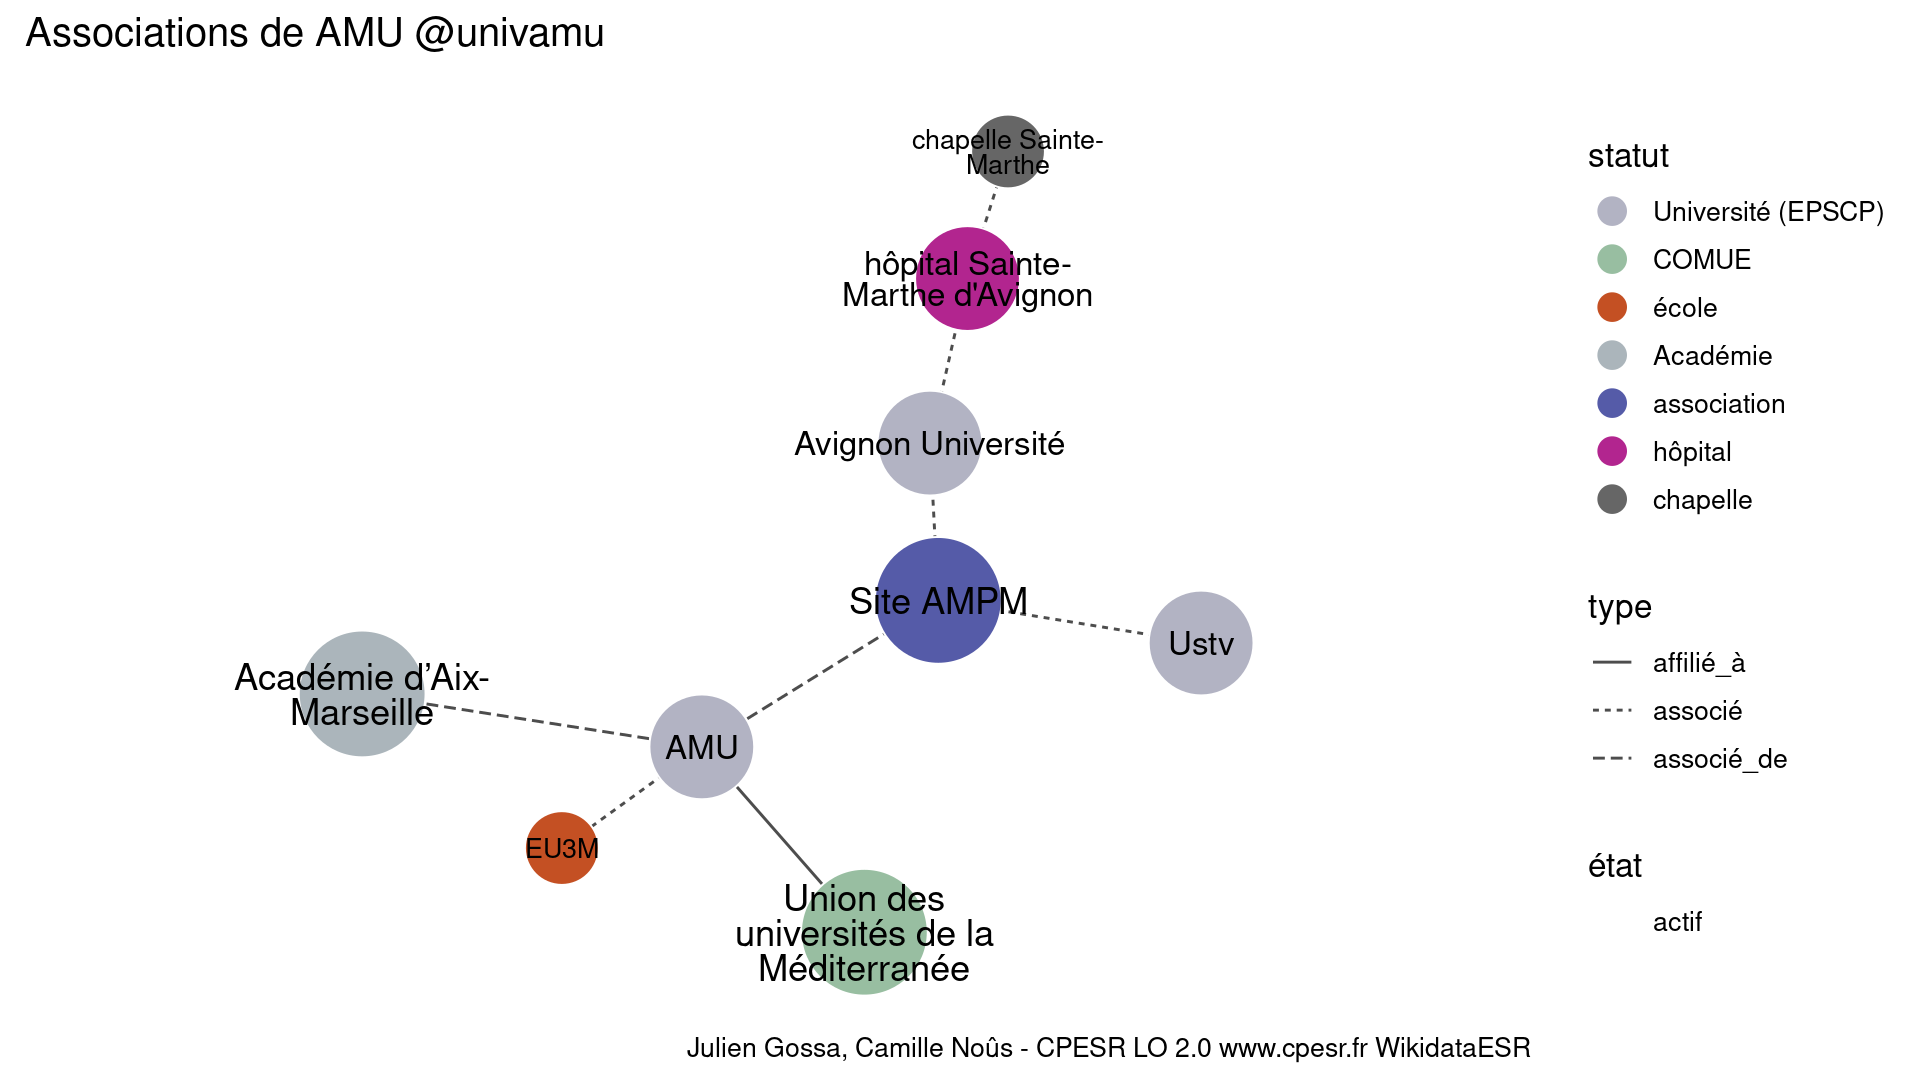 Associations de AMU @univamu
chapelle Sainte-
Marthe
hôpital Sainte-
Marthe d'Avignon
Avignon Université
Site AMPM
Ustv
Académie d’Aix-
Marseille
AMU
EU3M
Union des
universités de la
Méditerranée
statut
Université (EPSCP)
COMUE
école
Académie
association
hôpital
chapelle
type
affilié_à
associé
associé_de
état
actif
Julien Gossa, Camille Noûs - CPESR LO 2.0 www.cpesr.fr WikidataESR